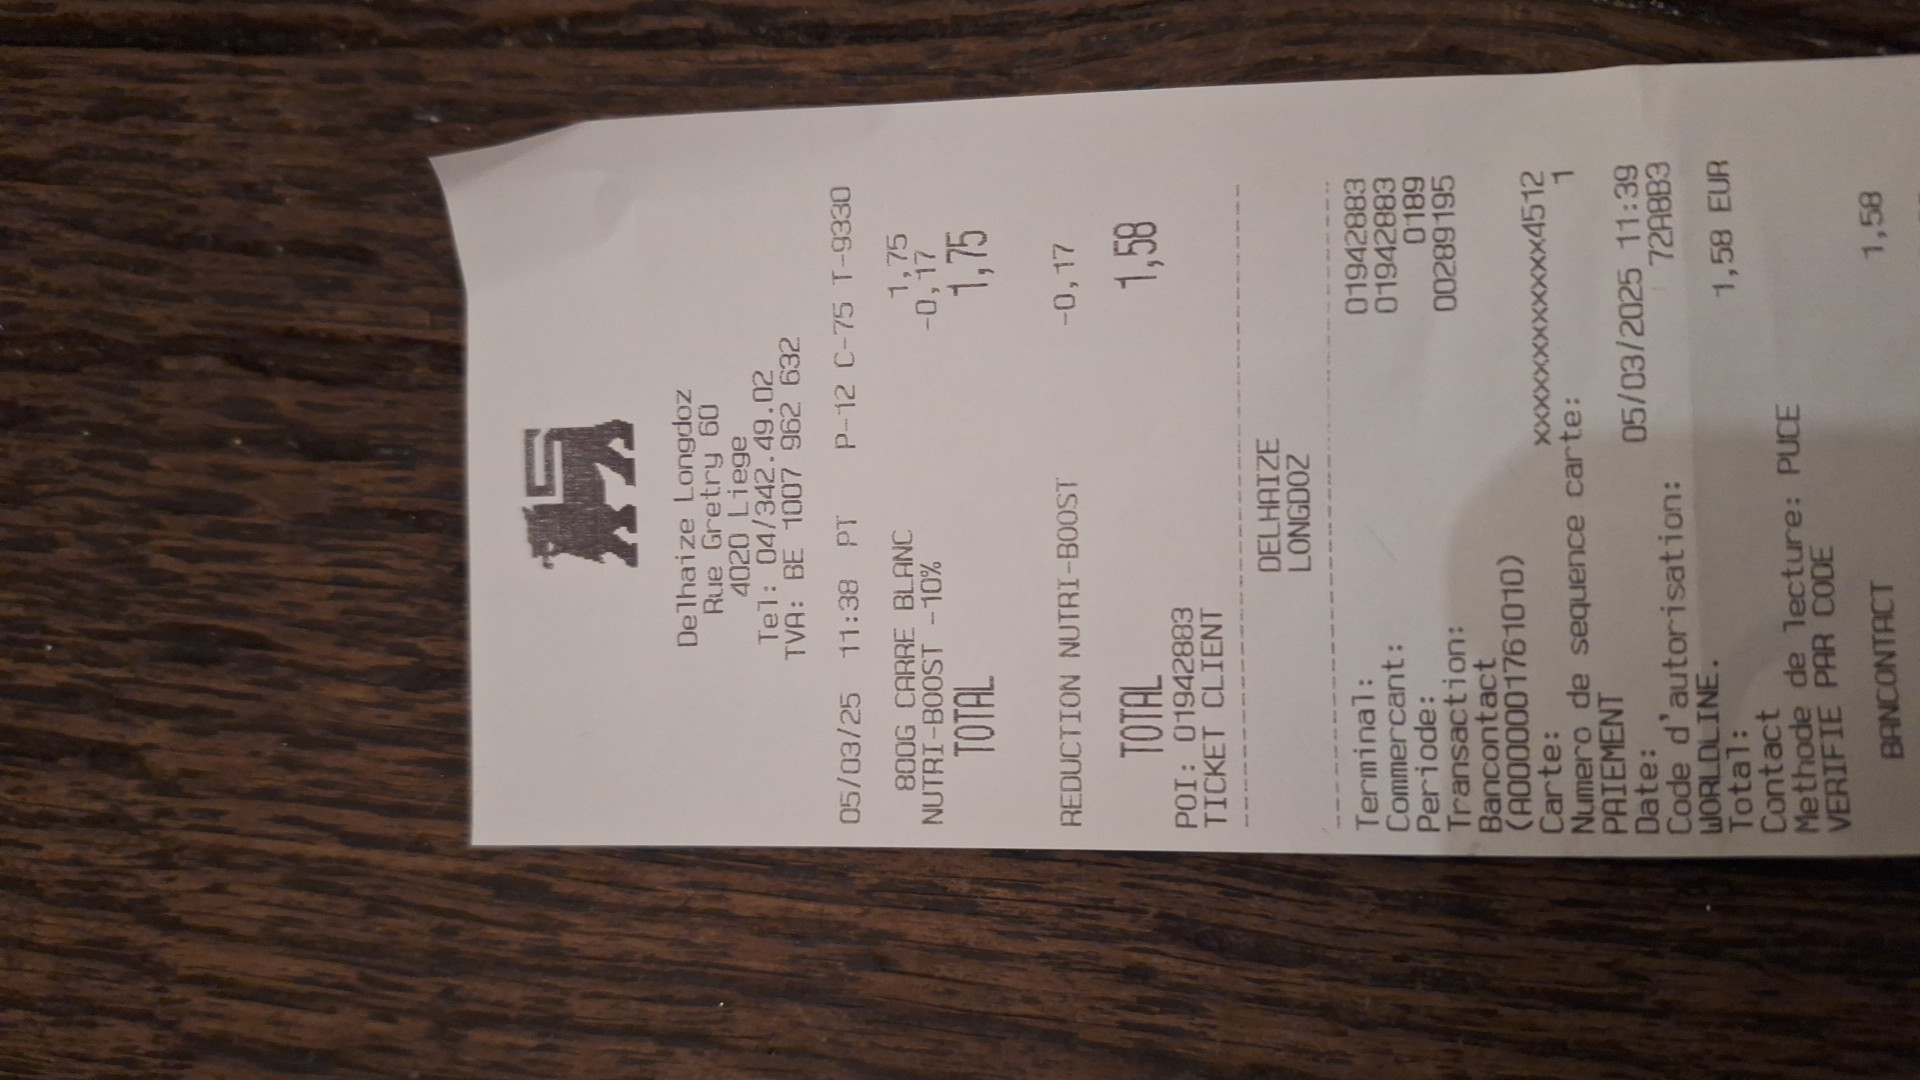 Delhaize Longdoz
Rue Gretry 60
4020 Liege
Tel: 04/342.49.02
TVA: BE 1007 962 632
05/03/25 11:38 PT P-12 C-75 T-9330
800G CARRE BLANC 1,75
NUTRI-BOOST -10% -0,17
TOTAL 1,75
REDUCTION NUTRI-BOOST -0,17
TOTAL 1,58
POI: 01942883
TICKET CLIENT
DELHAIZE
LONGDOZ
Terminal: 01942883
Commercant: 01942883
Periode: 0189
Transaction: 00289195
Bancontact
(A0000001761010)
Carte: xxxxxxxxxxxxx4512
Numero de sequence carte: 1
PAIEMENT
Date: 05/03/2025 11:39
Code d'autorisation: 72A8B3
WORLDLINE.
Total: 1,58 EUR
Contact
Methode de lecture: PUCE
VERIFIE PAR CODE
BANCONTACT 1,58